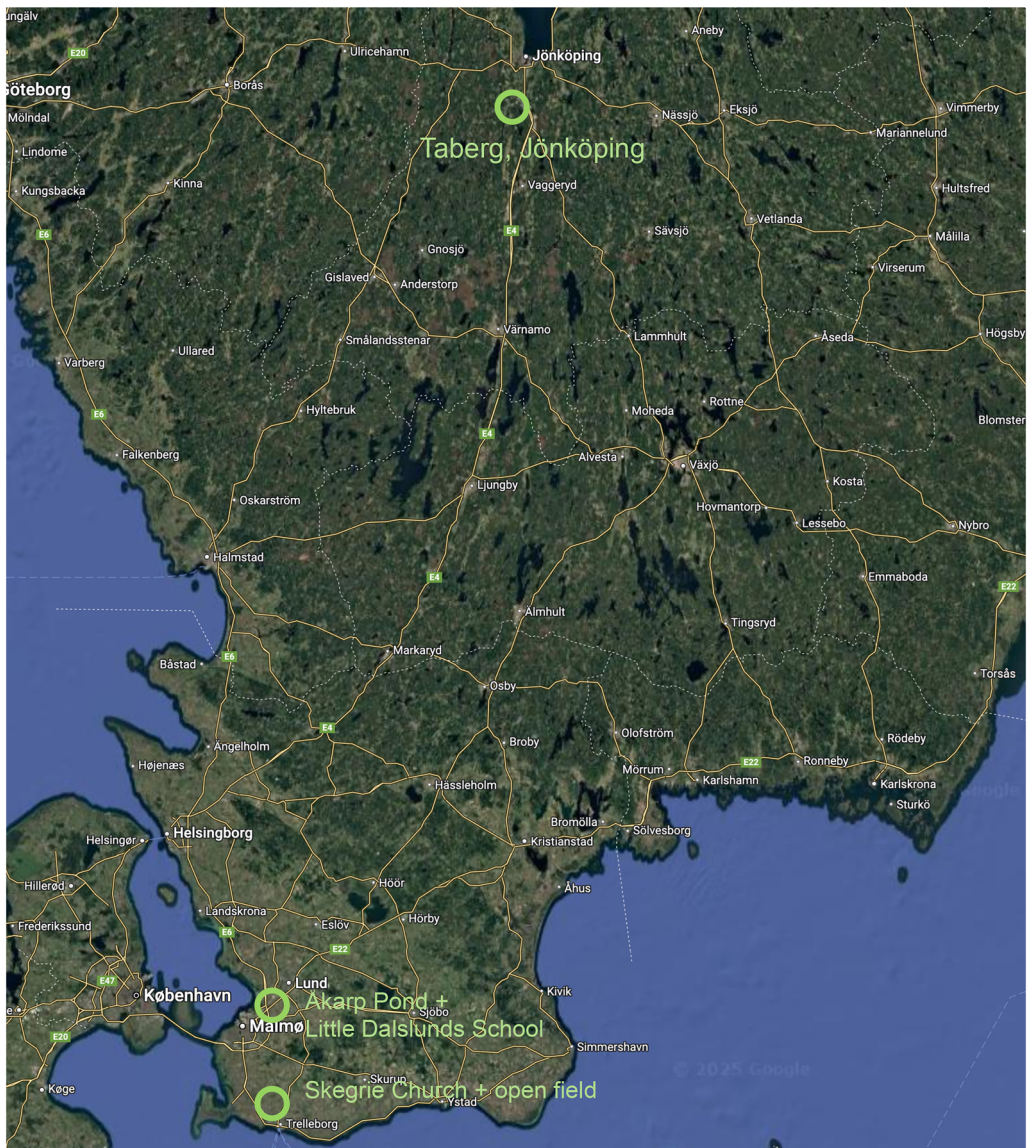 ungälv
Aneby
E20
Ulricehamn
Jönköping
Göteborg
Borås
Mölndal
Nässjö
Eksjö
Vimmerby
Mariannelund
Lindome
Taberg, Jönköping
Kungsbacka
Kinna
Vaggeryd
Hultsfred
Vetlanda
E6
E4
Sävsjö
Målilla
Gnosjö
Virserum
Gislaved
Anderstorp
Värnamo
Smålandsstenar
Lammhult
Åseda
Högsby
Varberg
Ullared
Rottne
Hyltebruk
Moheda
E6
Blomster
E4
Falkenberg
Alvesta
Växjö
Ljungby
Kosta
Oskarström
Hovmantorp
Lessebo
Nybro
Halmstad
E4
Emmaboda
E22
Älmhult
Tingsryd
Markaryd
E6
Båstad
Torsås
Osby
E4
Olofström
Ängelholm
Broby
Rödeby
Højenæs
E22
Ronneby
Mörrum
Karlshamn
Karlskrona
Hässleholm
Google
Sturkö
Bromölla
Sölvesborg
Helsingborg
Helsingør
Kristianstad
Hillerød
Höör
Åhus
Landskrona
Frederikssund
Eslöv
Hörby
E6
E22
E47
Lund
København
Kivik
Åkarp Pond +
Sjöbo
e
Malmø
Little Dalslunds School
E20
Simmershavn
© 2025 Google
Køge
Skurup
Skegrie Church + open field
Ystad
Trelleborg